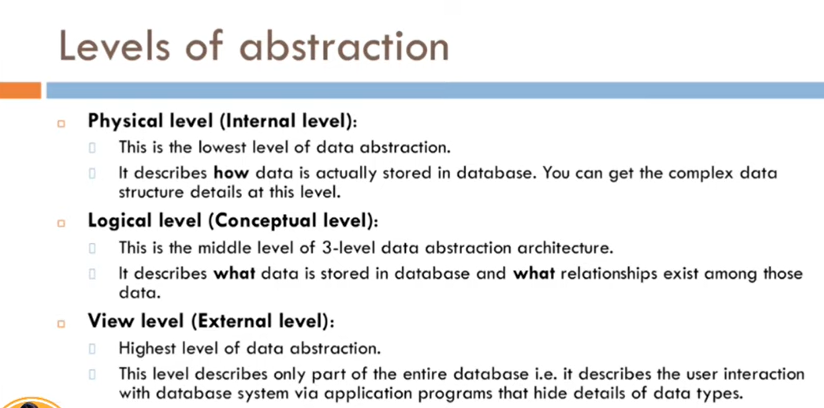 Levels of abstraction
Physical level (Internal level):
This is the lowest level of data abstraction.
It describes how data is actually stored in database. You can get the complex data
structure details at this level.
Logical level (Conceptual level):
This is the middle level of 3-level data abstraction architecture.
It describes what data is stored in database and what relationships exist among those
data.
View level (External level):
Highest level of data abstraction.
This level describes only part of the entire database i.e. it describes the user interaction
with database system via application programs that hide details of data types.